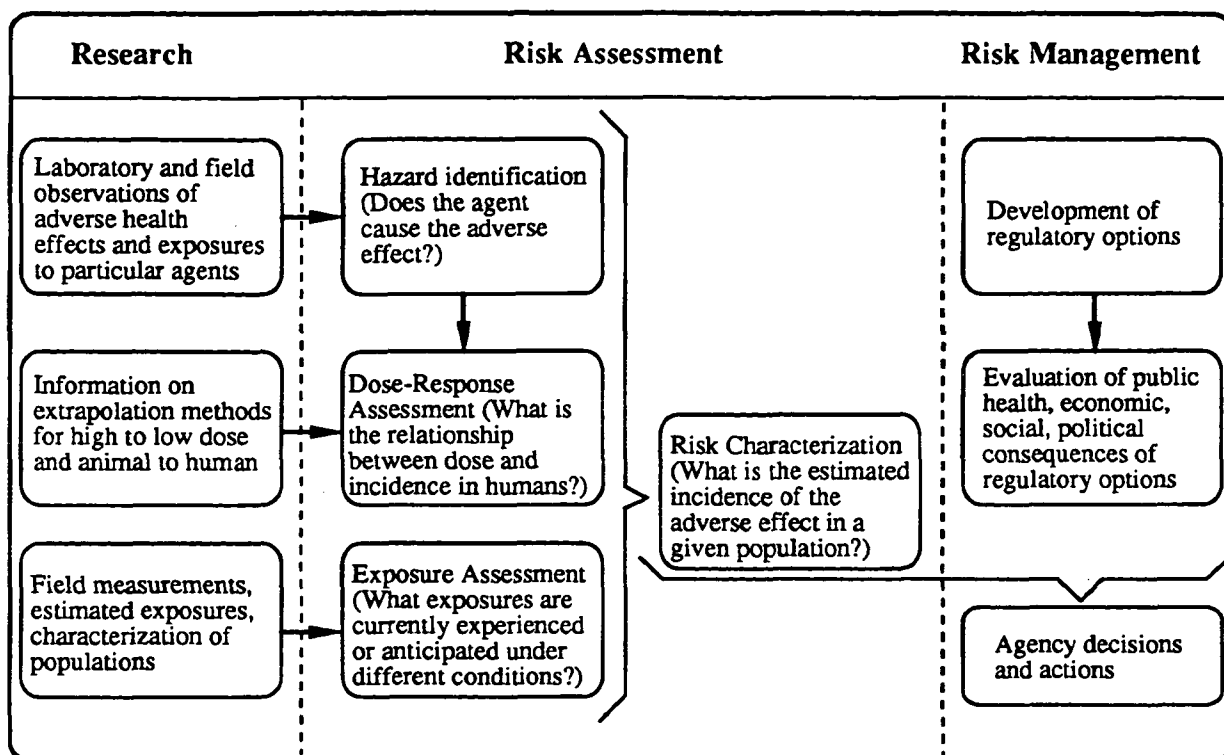 Research
Risk Assessment
Risk Management
Laboratory and field
observations of
adverse health
effects and exposures
to particular agents
Hazard identification
(Does the agent
cause the adverse
effect?)
Development of
regulatory options
Information on
extrapolation methods
for high to low dose
and animal to human
Dose-Response
Assessment (What is
the relationship
between dose and
incidence in humans?)
Risk Characterization
(What is the estimated
incidence of the
adverse effect in a
given population?)
Evaluation of public
health, economic,
social, political
consequences of
regulatory options
Field measurements,
estimated exposures,
characterization of
populations
Exposure Assessment
(What exposures are
currently experienced
or anticipated under
different conditions?)
Agency decisions
and actions